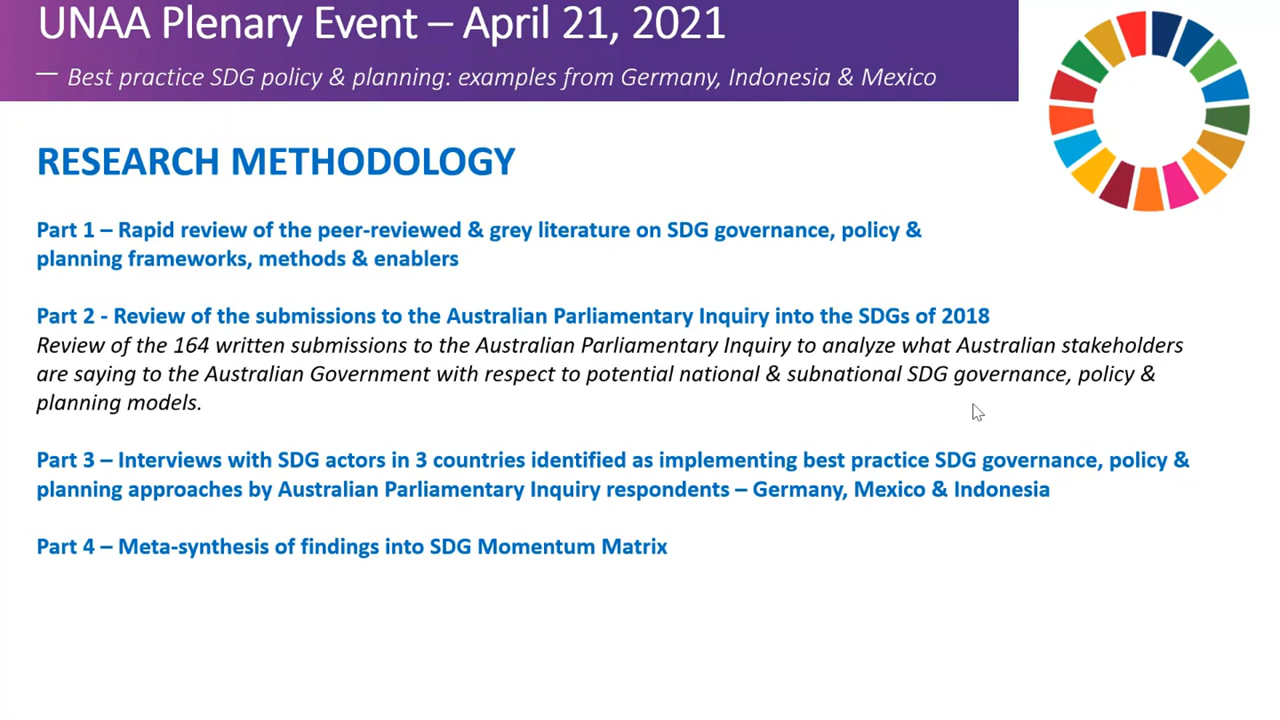 UNAA Plenary Event – April 21, 2021
— Best practice SDG policy & planning: examples from Germany, Indonesia & Mexico
RESEARCH METHODOLOGY
Part 1 – Rapid review of the peer-reviewed & grey literature on SDG governance, policy &
planning frameworks, methods & enablers
Part 2 - Review of the submissions to the Australian Parliamentary Inquiry into the SDGs of 2018
Review of the 164 written submissions to the Australian Parliamentary Inquiry to analyze what Australian stakeholders
are saying to the Australian Government with respect to potential national & subnational SDG governance, policy &
planning models.
Part 3 – Interviews with SDG actors in 3 countries identified as implementing best practice SDG governance, policy &
planning approaches by Australian Parliamentary Inquiry respondents – Germany, Mexico & Indonesia
Part 4 – Meta-synthesis of findings into SDG Momentum Matrix